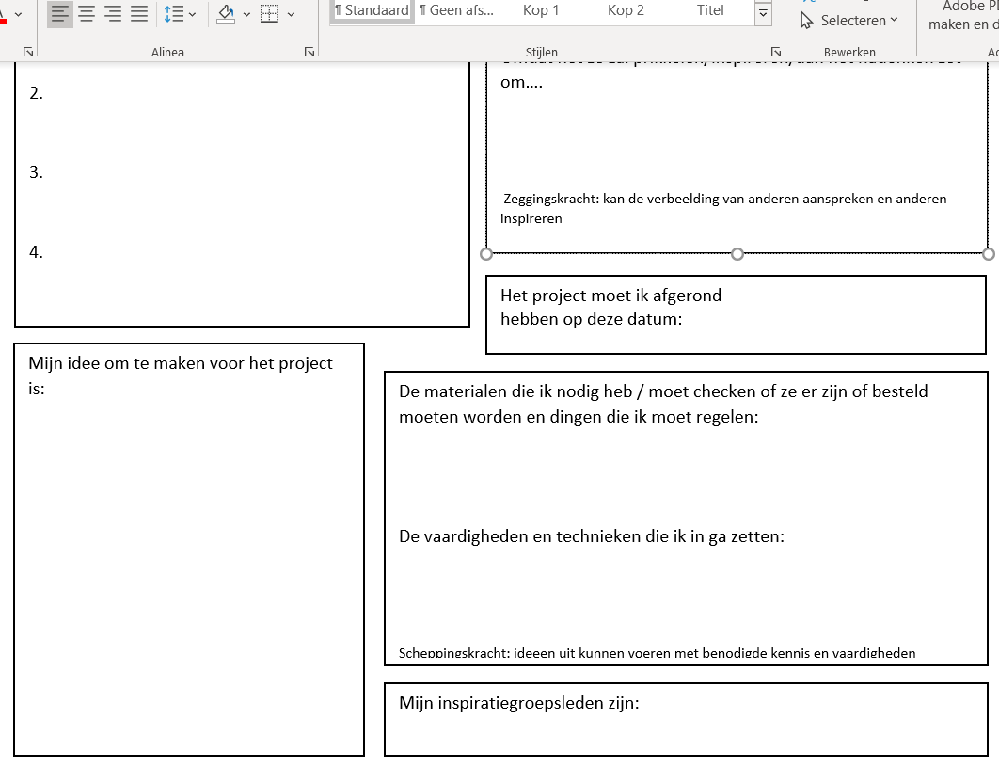 Adobe
Standaard
Geen afs...
Kop 1
Kop 2
Titel
Selecteren
maken en
Alinea
Stijlen
Bewerken
2.
3.
4.
om....
Zeggingskracht: kan de verbeelding van anderen aanspreken en anderen
inspireren
Het project moet ik afgerond
hebben op deze datum:
Mijn idee om te maken voor het project
is:
De materialen die ik nodig heb / moet checken of ze er zijn of besteld
moeten worden en dingen die ik moet regelen:
De vaardigheden en technieken die ik in ga zetten:
Scheppingskracht: ideeen uit kunnen voeren met benodigde kennis en vaardigheden
Mijn inspiratiegroepsleden zijn: